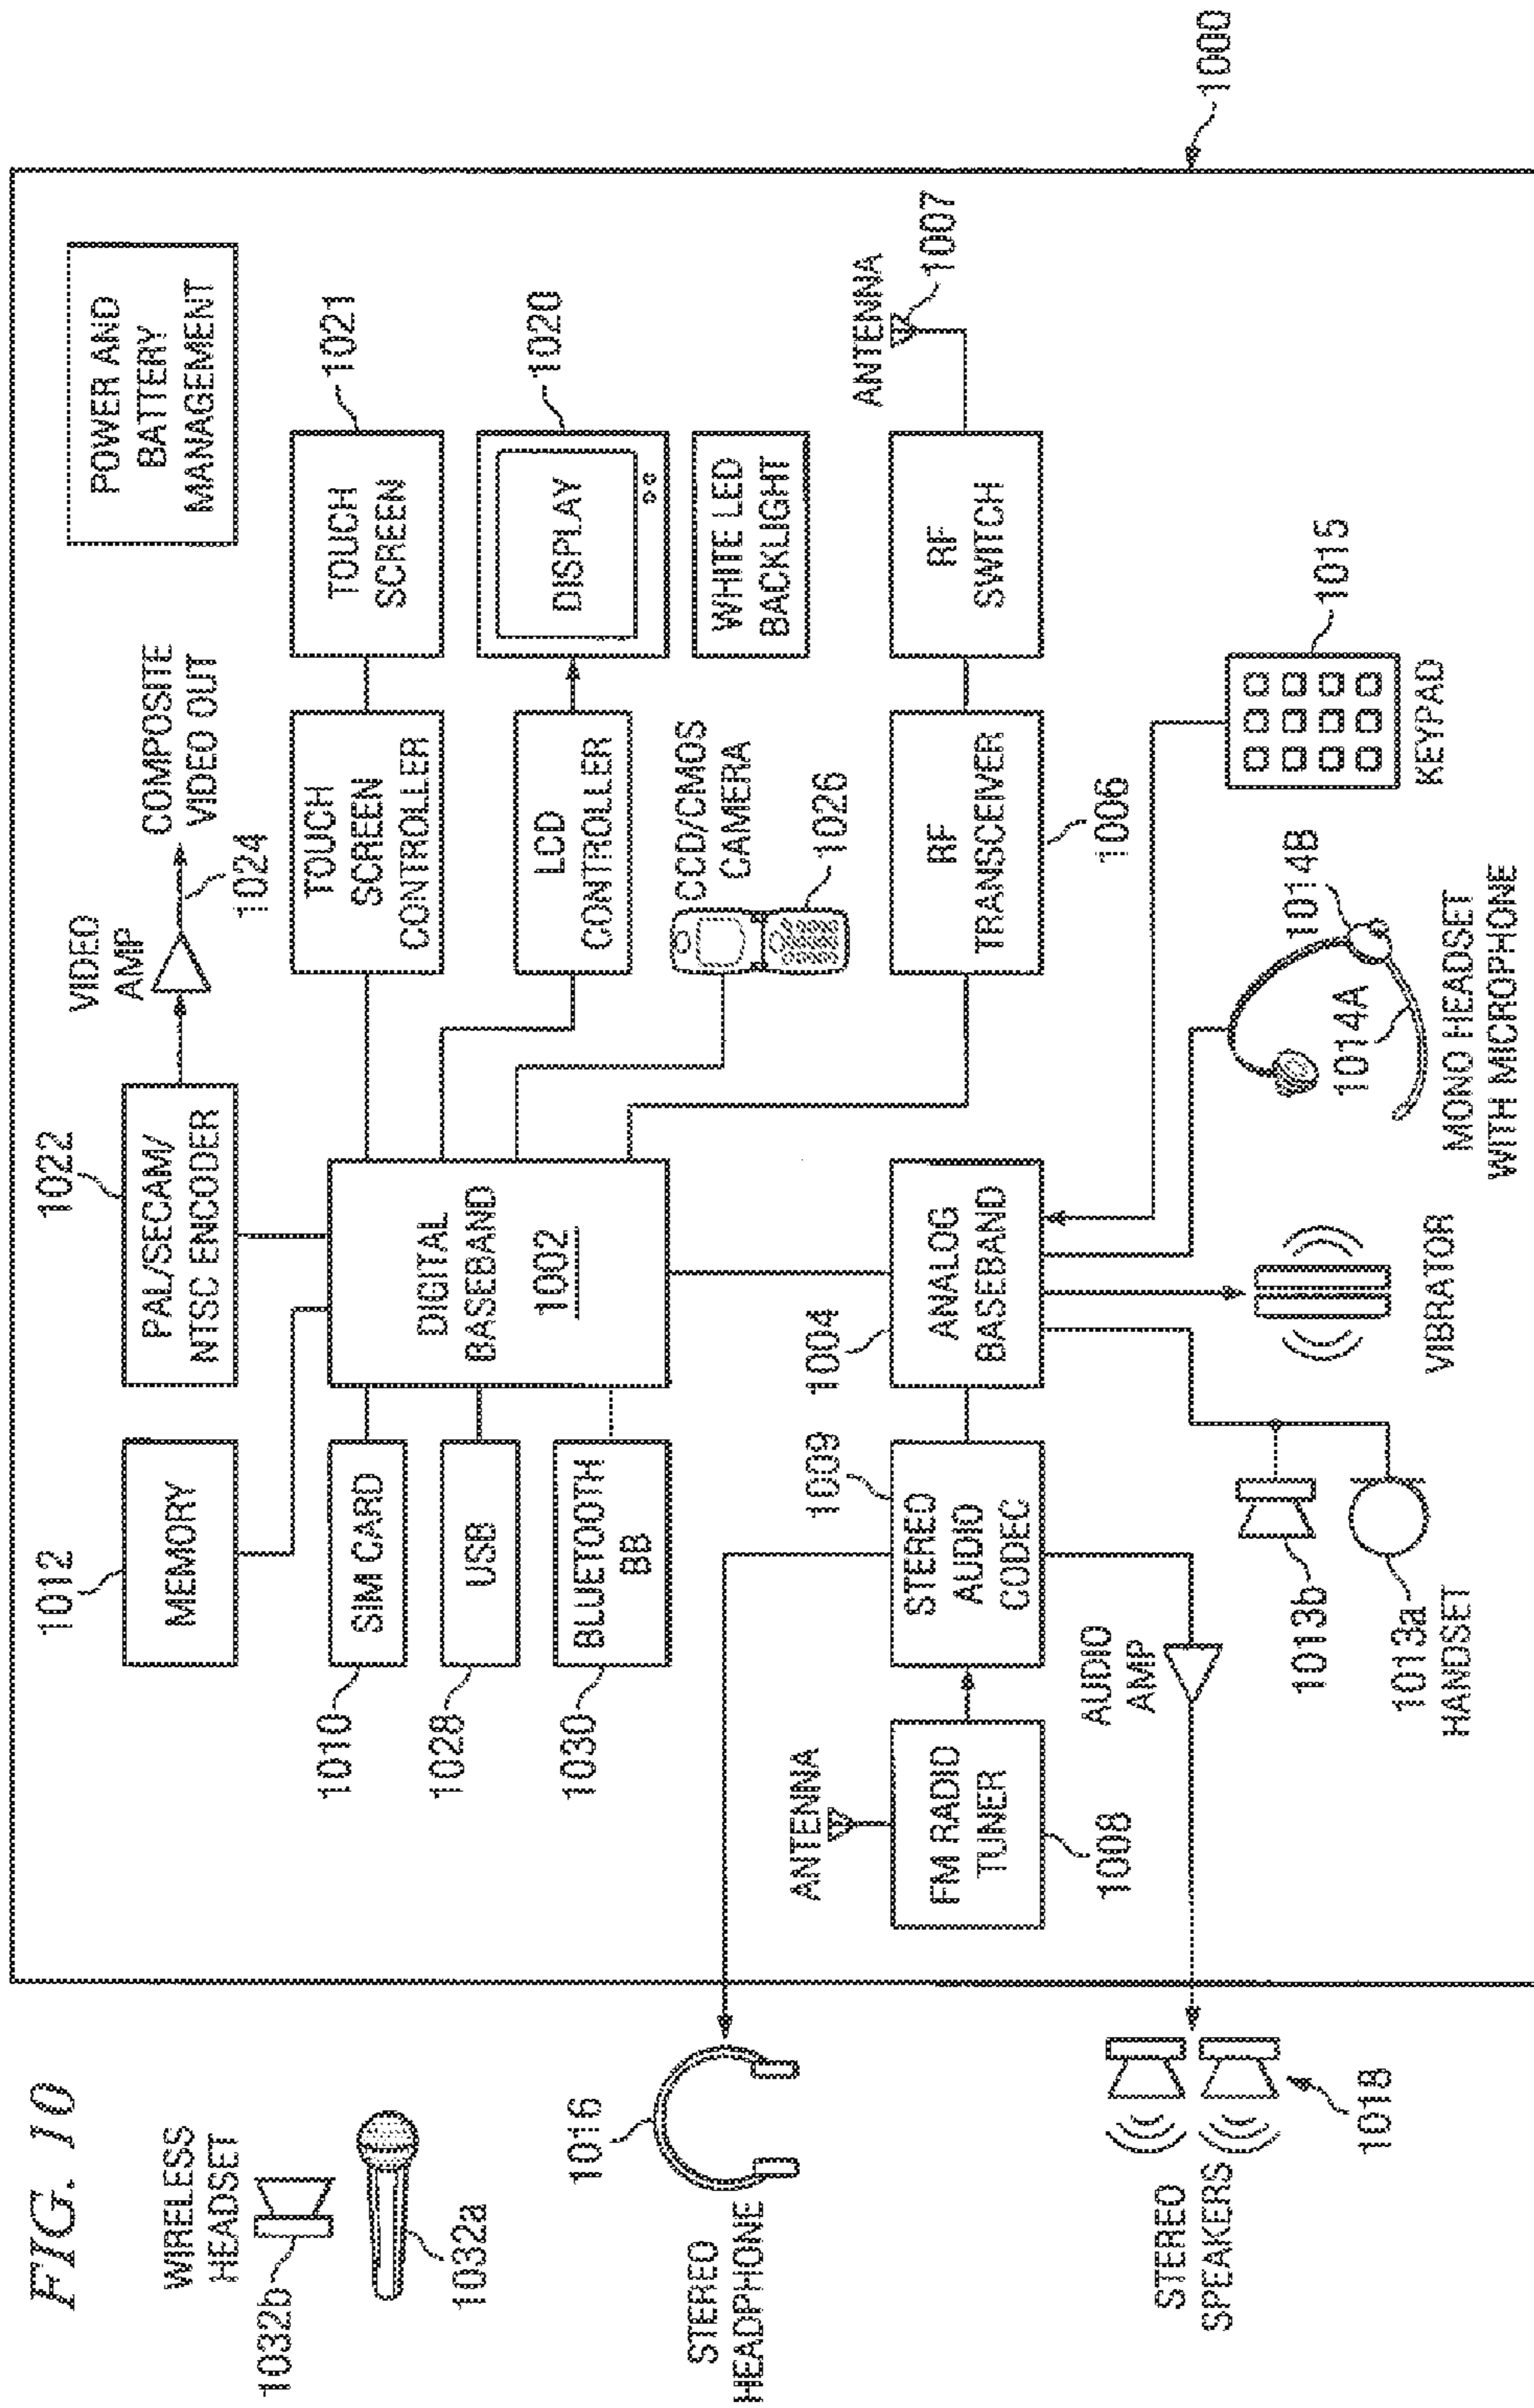 FIG. 10
WIRELESS
HEADSET
1032b
1032a
1016
STEREO
HEADPHONE
STEREO
SPEAKERS
1018
1012
MEMORY
1022
PAL/SECAM/
NTSC ENCODER
VIDEO
AMP
1024
COMPOSITE
VIDEO OUT
POWER AND
BATTERY
MANAGEMENT
1010
SIM CARD
1028
USB
1030
BLUETOOTH
BB
DIGITAL
BASEBAND
1002
TOUCH
SCREEN
CONTROLLER
TOUCH
SCREEN
1021
LCD
CONTROLLER
DISPLAY
1020
CCD/CMOS
CAMERA
1026
WHITE LED
BACKLIGHT
ANTENNA
FM RADIO
TUNER
1008
1009
STEREO
AUDIO
CODEC
AUDIO
AMP
1004
ANALOG
BASEBAND
RF
TRANSCEIVER
1006
RF
SWITCH
ANTENNA
1007
1013b
1013a
HANDSET
VIBRATOR
1014A
1014B
MONO HEADSET
WITH MICROPHONE
1015
KEYPAD
1000